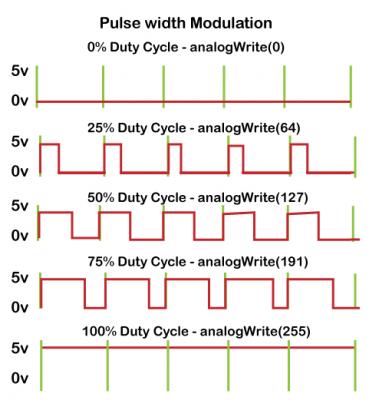 Pulse width Modulation
0% Duty Cycle - analogWrite(0)
5v
0v
25% Duty Cycle - analogWrite(64)
5v
0v
50% Duty Cycle - analogWrite(127)
5v
0v
75% Duty Cycle - analogWrite(191)
5v
0v
100% Duty Cycle - analogWrite(255)
5v
0v